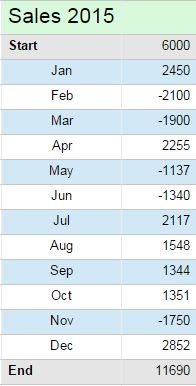 Sales 2015
Start 6000
Jan 2450
Feb -2100
Mar -1900
Apr 2255
May -1137
Jun -1340
Jul 2117
Aug 1548
Sep 1344
Oct 1351
Nov -1750
Dec 2852
End 11690